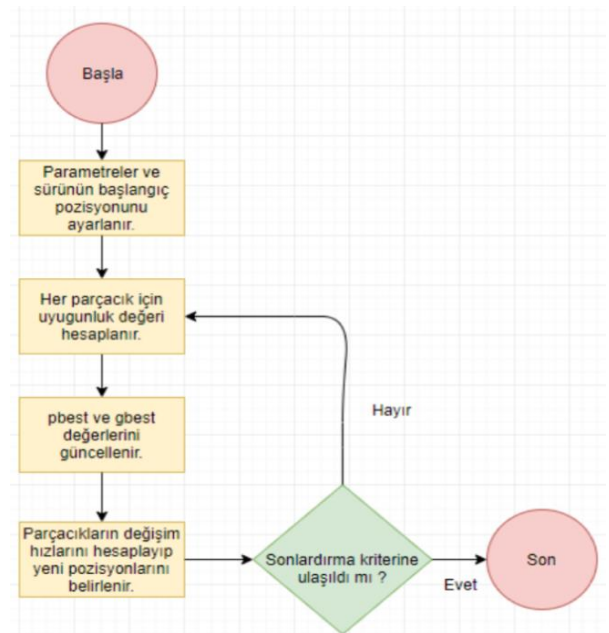 Başla
Parametreler ve
sürünün başlangıç
pozisyonunu
ayarlanır.
Her parçacık için
uyugunluk değeri
hesaplanır.
pbest ve gbest
değerlerini
güncellenir.
Parçacıkların değişim
hızlarını hesaplayıp
yeni pozisyonlarını
belirlenir.
Sonlardırma kriterine
ulaşıldı mı ?
Hayır
Evet
Son